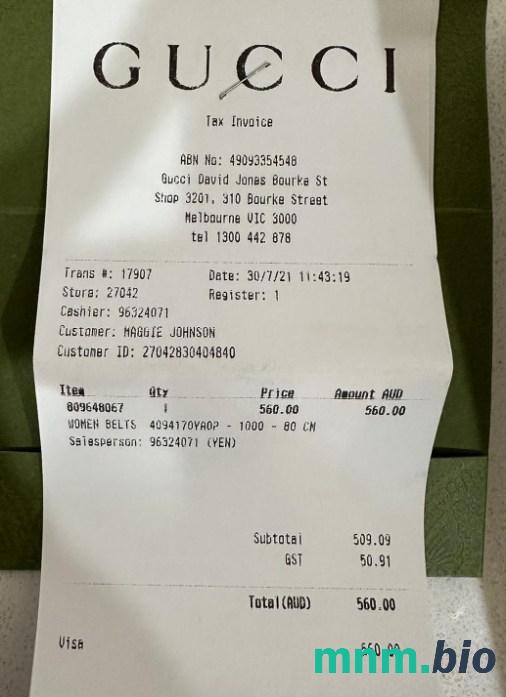 GUCCI
Tax Invoice
ABN No: 49093354548
Gucci David Jones Bourke St
Shop 3201, 310 Bourke Street
Melbourne VIC 3000
tel 1300 442 878
Trans #: 17907 Date: 30/7/21 11:43:19
Store: 27042 Register: 1
Cashier: 96324071
Customer: MAGGIE JOHNSON
Customer ID: 27042830404840
Item Qty Price Amount AUD
809648067 1 560.00 560.00
WOMEN BELTS 4094170YA0P - 1000 - 80 CM
Salesperson: 96324071 (YEN)
Subtotal 509.09
GST 50.91
Total(AUD) 560.00
Visa 560.00
mnm.bio